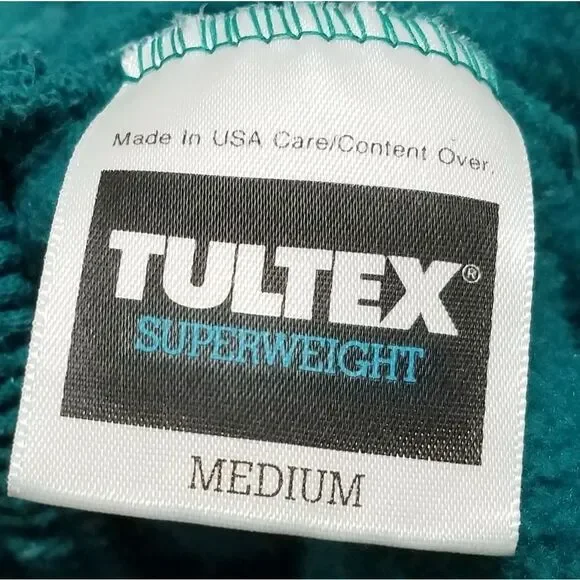 Made In USA Care/Content Over.
TULTEX®
SUPERWEIGHT
MEDIUM